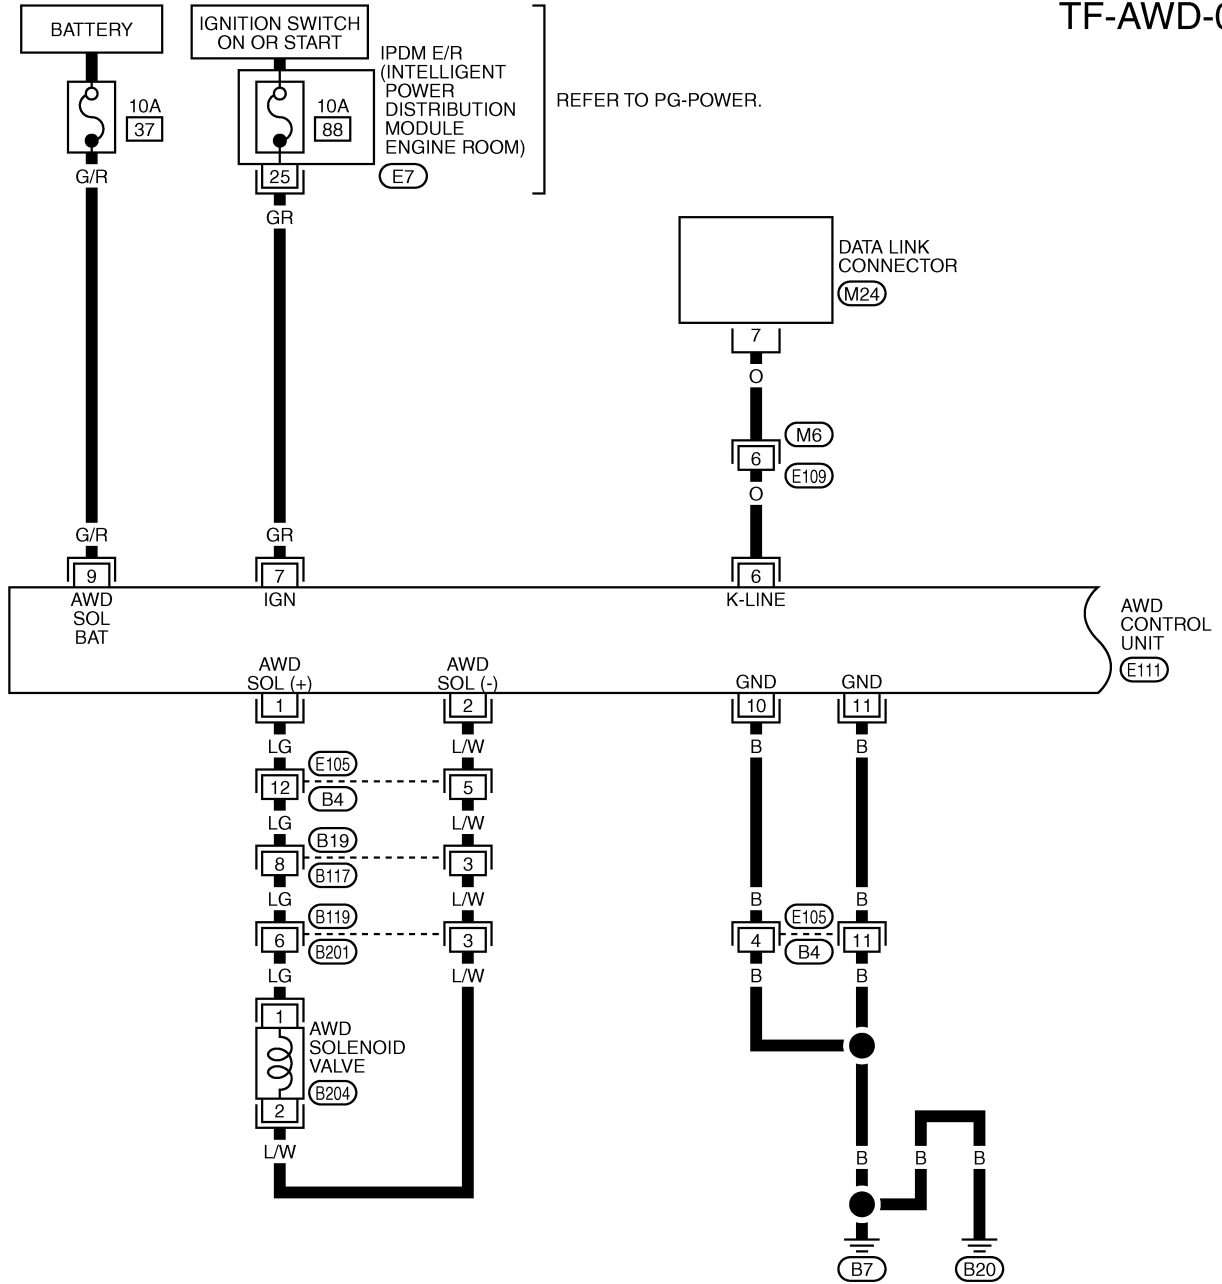 TF-AWD-0
BATTERY
IGNITION SWITCH
ON OR START
IPDM E/R
(INTELLIGENT
POWER
DISTRIBUTION
MODULE
ENGINE ROOM)
REFER TO PG-POWER.
10A
37
10A
88
G/R
25
E7
GR
DATA LINK
CONNECTOR
M24
7
O
M6
6
E109
O
G/R
GR
9
7
6
AWD
SOL
BAT
IGN
K-LINE
AWD
CONTROL
UNIT
E111
AWD
SOL (+)
AWD
SOL (-)
GND
GND
1
2
10
11
LG
L/W
B
B
E105
12
5
B4
LG
L/W
B19
8
3
B117
LG
L/W
B
B
B119
E105
6
3
4
11
B201
B4
LG
L/W
B
B
1
AWD
SOLENOID
VALVE
B204
2
L/W
B
B
B
B7
B20